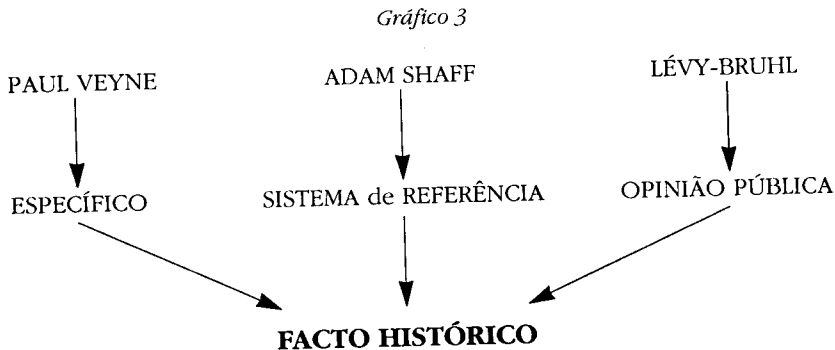 Gráfico 3
PAUL VEYNE ADAM SHAFF LÉVY-BRUHL
ESPECÍFICO SISTEMA de REFERÊNCIA OPINIÃO PÚBLICA
FACTO HISTÓRICO